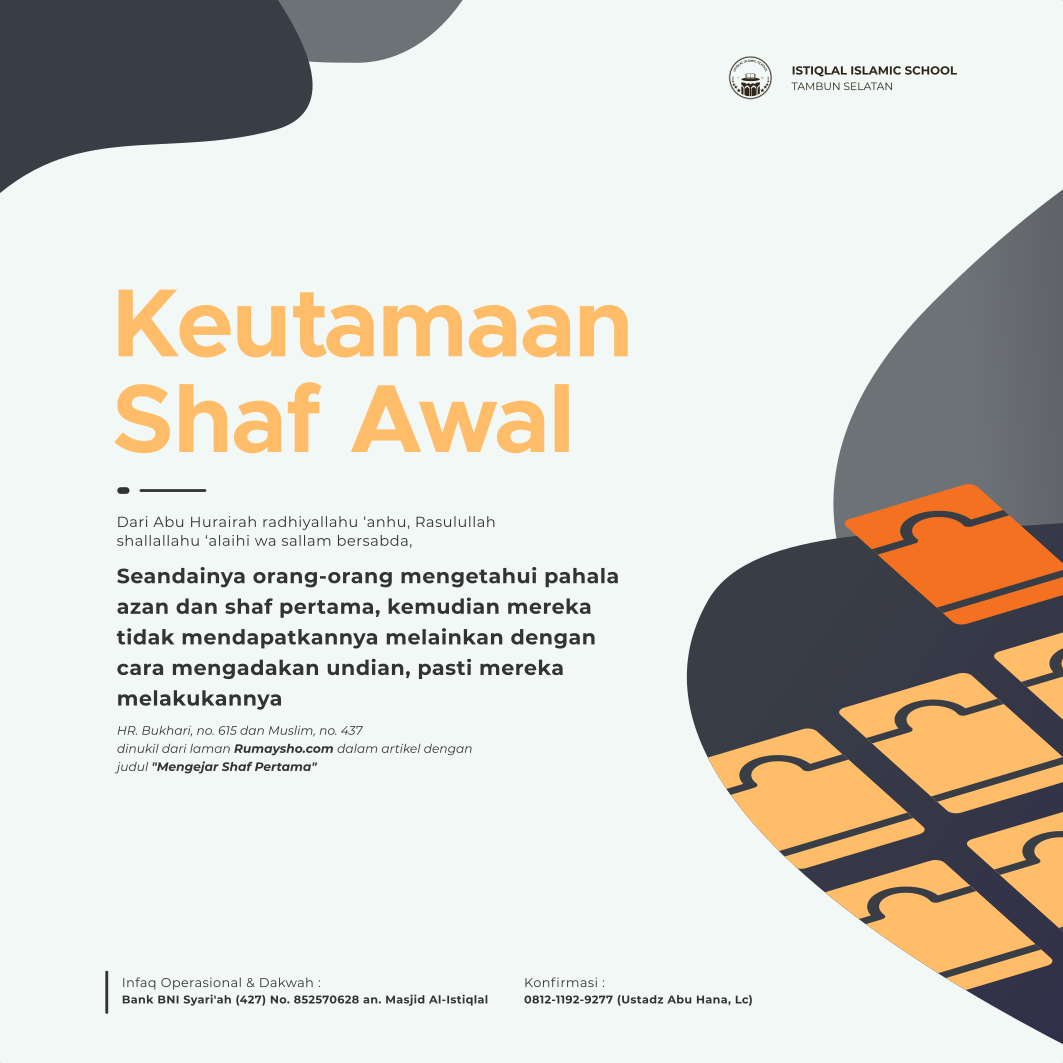 ISTIQLAL ISLAMIC SCHOOL
TAMBUN SELATAN
Keutamaan
Shaf Awal
Dari Abu Hurairah radhiyallahu ‘anhu, Rasulullah
shallallahu ‘alaihi wa sallam bersabda,
Seandainya orang-orang mengetahui pahala
azan dan shaf pertama, kemudian mereka
tidak mendapatkannya melainkan dengan
cara mengadakan undian, pasti mereka
melakukannya
HR. Bukhari, no. 615 dan Muslim, no. 437
dinukil dari laman Rumaysho.com dalam artikel dengan
judul "Mengejar Shaf Pertama"
Infaq Operasional & Dakwah :
Bank BNI Syari'ah (427) No. 852570628 an. Masjid Al-Istiqlal
Konfirmasi :
0812-1192-9277 (Ustadz Abu Hana, Lc)